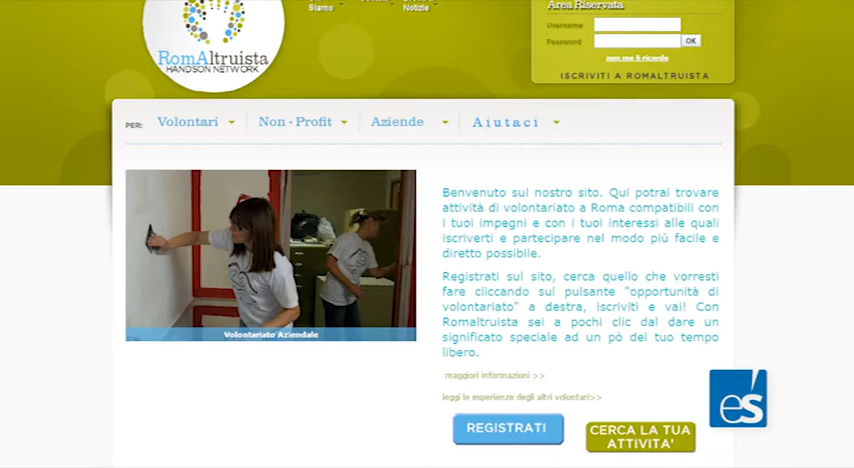 Siamo
Notizie
Area Riservata
Username
Password
OK
non me li ricordo
ISCRIVITI A ROMALTRUISTA
RomAltruista
HANDSON NETWORK
PER:
Volontari
Non - Profit
Aziende
Aiutaci
Benvenuto sul nostro sito. Qui potrai trovare
attività di volontariato a Roma compatibili con
i tuoi impegni e con i tuoi interessi alle quali
iscriverti e partecipare nel modo più facile e
diretto possibile.
Registrati sul sito, cerca quello che vorresti
fare cliccando sul pulsante "opportunità di
volontariato" a destra, iscriviti e vai! Con
Romaltruista sei a pochi clic dal dare un
significato speciale ad un pò del tuo tempo
libero.
Volontariato Aziendale
maggiori informazioni >>
leggi le esperienze degli altri volontari>>
REGISTRATI
CERCA LA TUA
ATTIVITA'
es